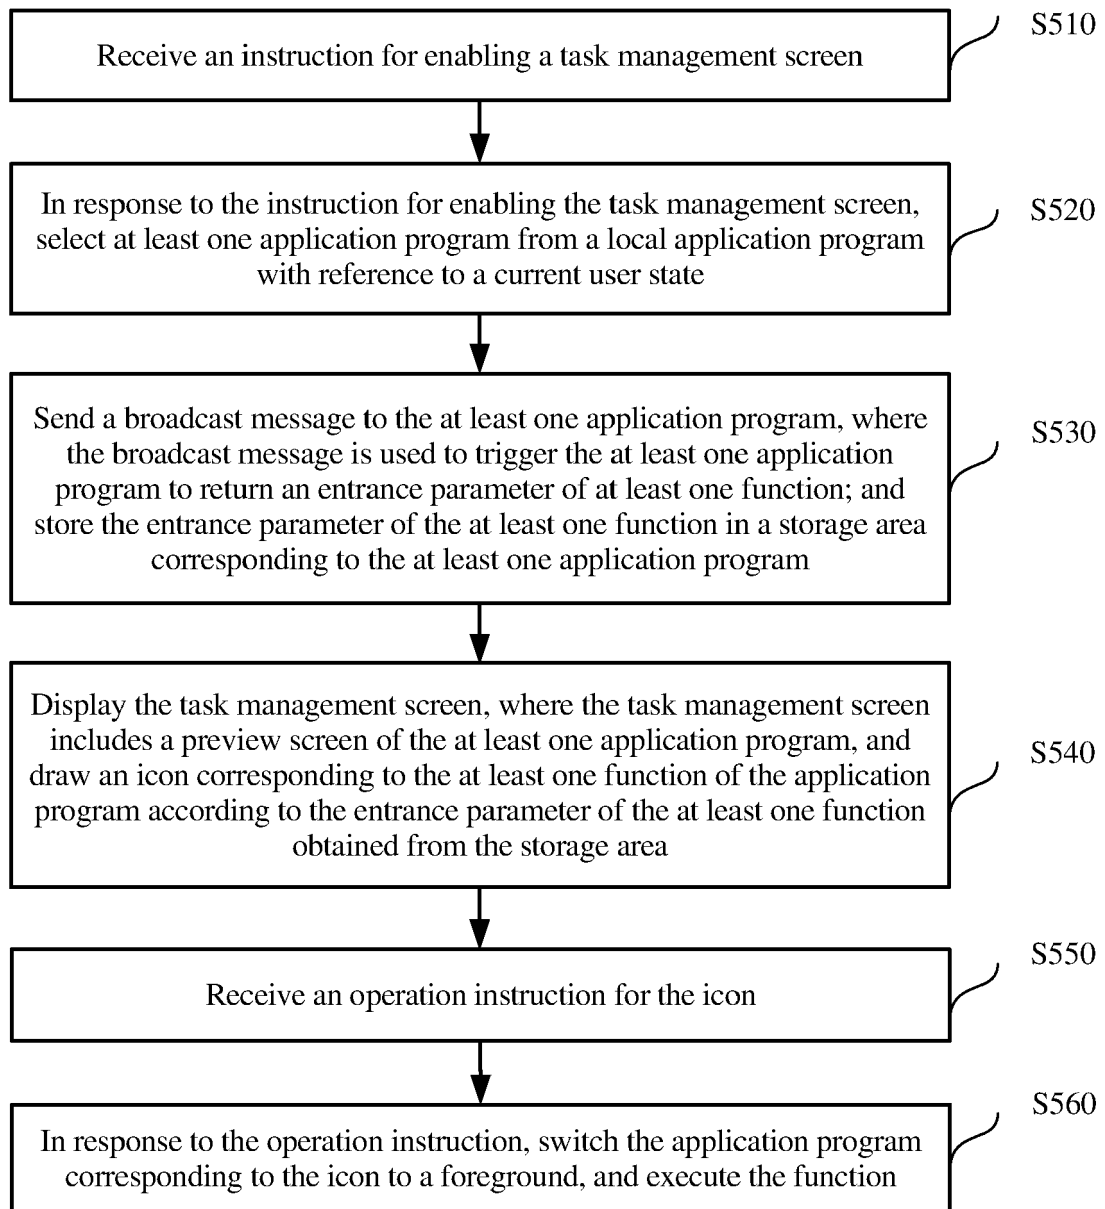 Receive an instruction for enabling a task management screen
S510
In response to the instruction for enabling the task management screen,
select at least one application program from a local application program
with reference to a current user state
S520
Send a broadcast message to the at least one application program, where
the broadcast message is used to trigger the at least one application
program to return an entrance parameter of at least one function; and
store the entrance parameter of the at least one function in a storage area
corresponding to the at least one application program
S530
Display the task management screen, where the task management screen
includes a preview screen of the at least one application program, and
draw an icon corresponding to the at least one function of the application
program according to the entrance parameter of the at least one function
obtained from the storage area
S540
Receive an operation instruction for the icon
S550
In response to the operation instruction, switch the application program
corresponding to the icon to a foreground, and execute the function
S560